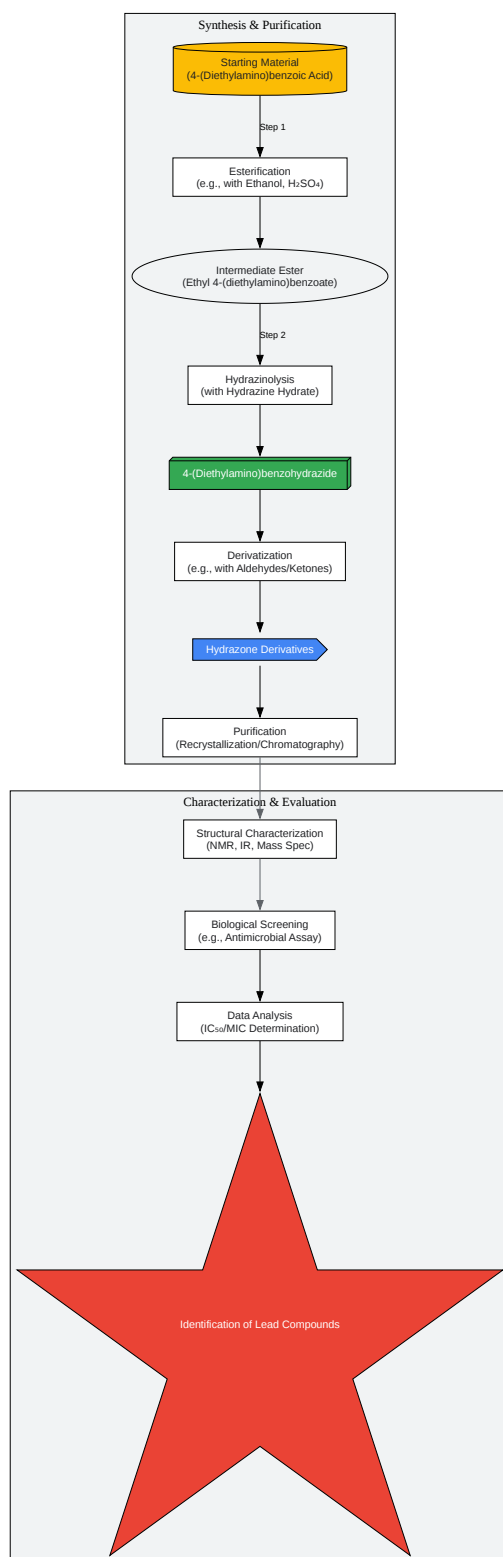 Synthesis & Purification
Starting Material
(4-(Diethylamino)benzoic Acid)
Step 1
Esterification
(e.g., with Ethanol, H₂SO₄)
Intermediate Ester
(Ethyl 4-(diethylamino)benzoate)
Step 2
Hydrazinolysis
(with Hydrazine Hydrate)
4-(Diethylamino)benzohydrazide
Derivatization
(e.g., with Aldehydes/Ketones)
Hydrazone Derivatives
Purification
(Recrystallization/Chromatography)
Characterization & Evaluation
Structural Characterization
(NMR, IR, Mass Spec)
Biological Screening
(e.g., Antimicrobial Assay)
Data Analysis
(IC₅₀/MIC Determination)
Identification of Lead Compounds